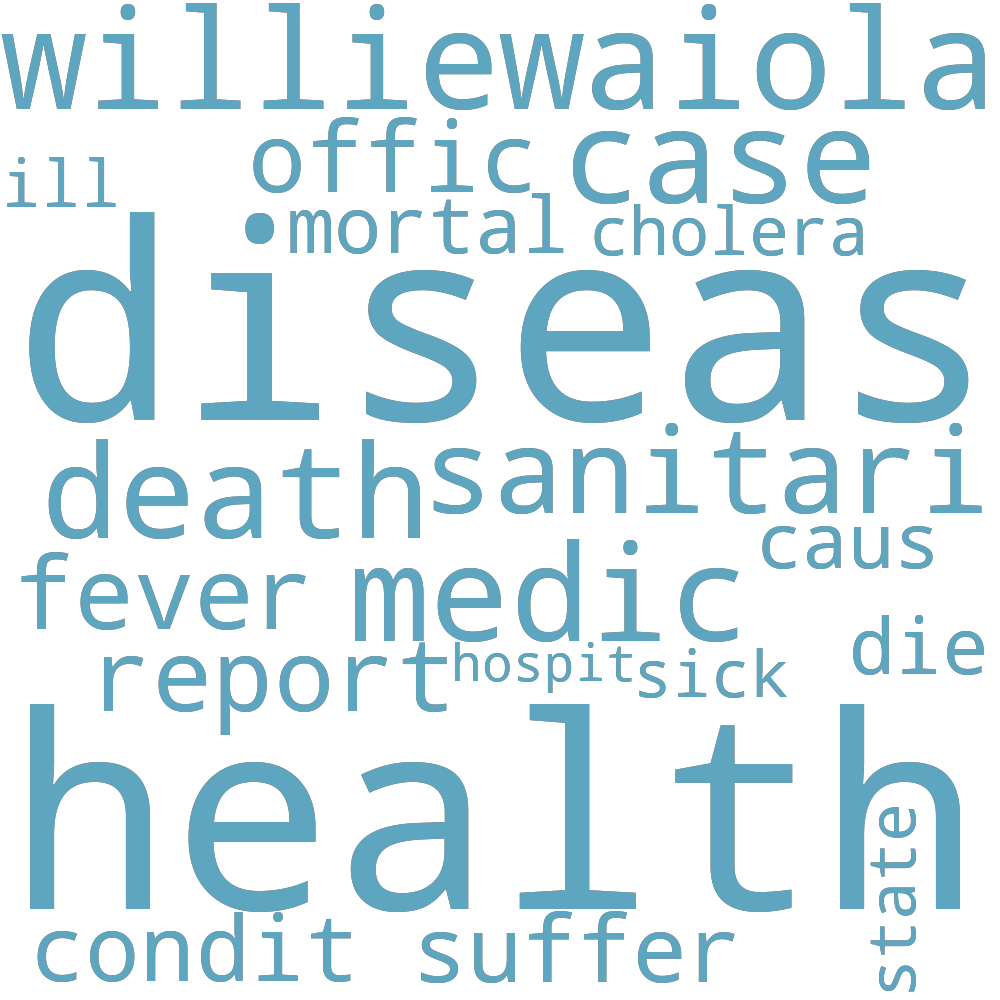 williewaiola
offic case
ill
mortal cholera
diseas
death sanitari
caus
fever medic
die
report hospit sick
health
state
condit suffer